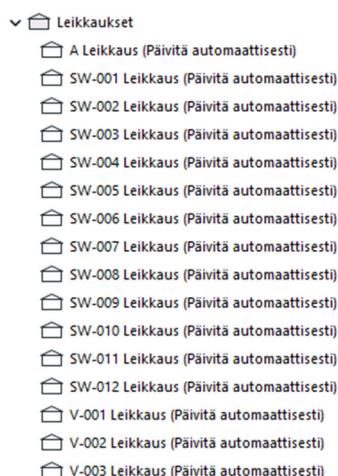 Leikkaukset
A Leikkaus (Päivitä automaattisesti)
SW-001 Leikkaus (Päivitä automaattisesti)
SW-002 Leikkaus (Päivitä automaattisesti)
SW-003 Leikkaus (Päivitä automaattisesti)
SW-004 Leikkaus (Päivitä automaattisesti)
SW-005 Leikkaus (Päivitä automaattisesti)
SW-006 Leikkaus (Päivitä automaattisesti)
SW-007 Leikkaus (Päivitä automaattisesti)
SW-008 Leikkaus (Päivitä automaattisesti)
SW-009 Leikkaus (Päivitä automaattisesti)
SW-010 Leikkaus (Päivitä automaattisesti)
SW-011 Leikkaus (Päivitä automaattisesti)
SW-012 Leikkaus (Päivitä automaattisesti)
V-001 Leikkaus (Päivitä automaattisesti)
V-002 Leikkaus (Päivitä automaattisesti)
V-003 Leikkaus (Päivitä automaattisesti)